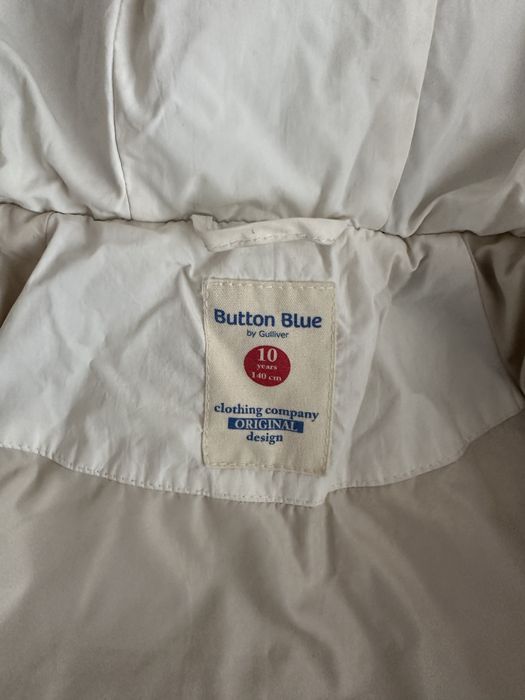 Button Blue
by Gulliver
10
years
140 cm
clothing company
ORIGINAL
design